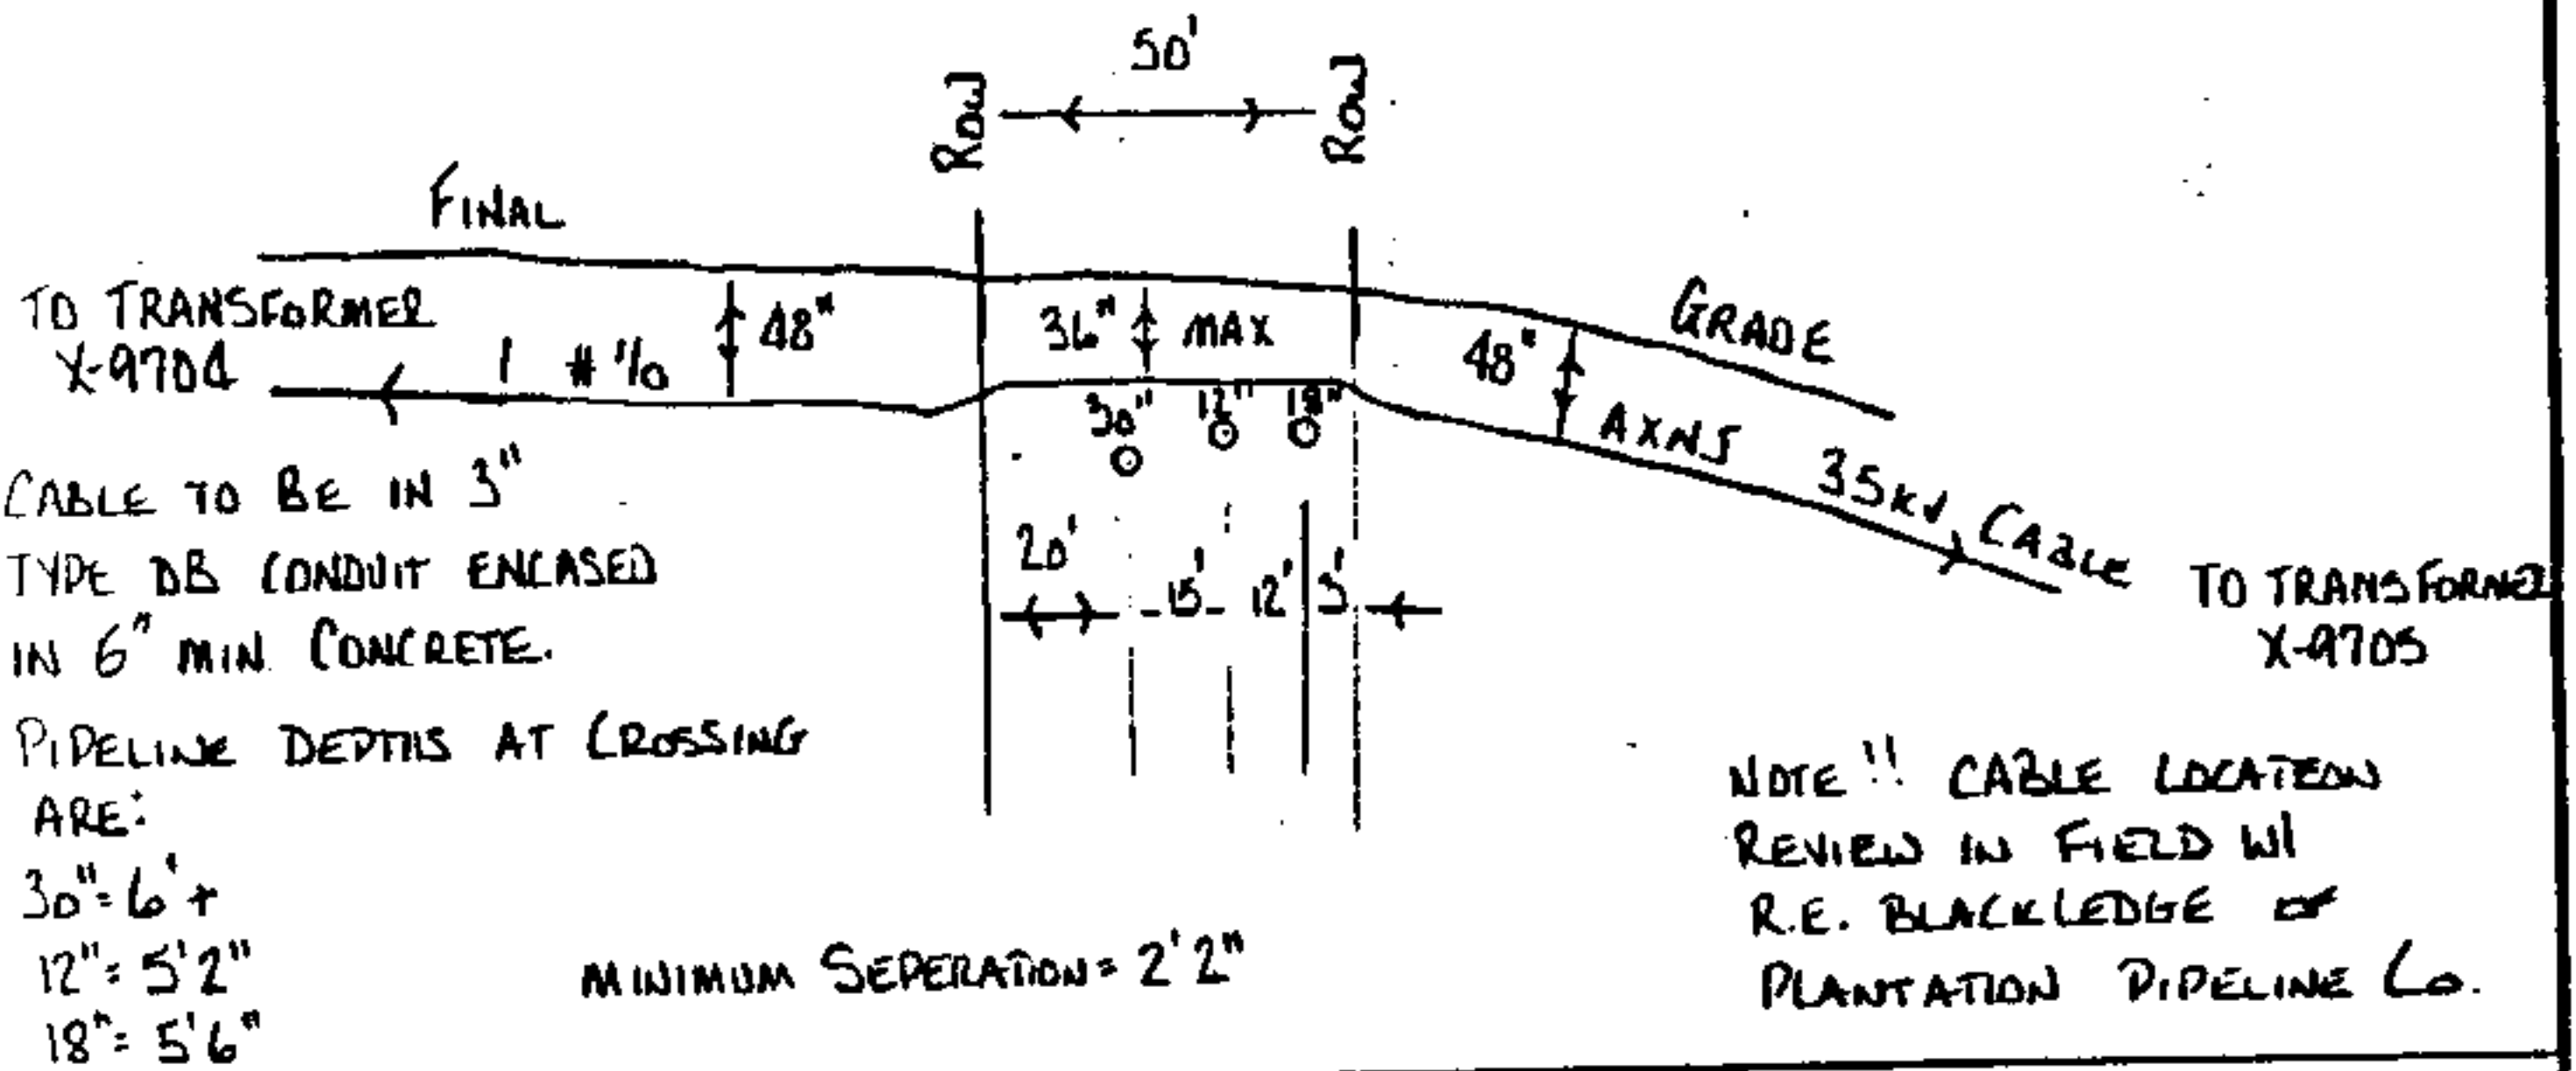 50'
ROW
ROW
FINAL
TO TRANSFORMER
X-9704
1 # 1/0
48"
36" MAX
48"
GRADE
30"
12"
18"
AXNJ 35KV CABLE
CABLE TO BE IN 3"
TYPE DB CONDUIT ENCASED
IN 6" MIN. CONCRETE.
20'
15'
12'
3'
TO TRANSFORMER
X-9705
PIPELINE DEPTHS AT CROSSING
ARE:
30"= 6'+
12"= 5'2"
18"= 5'6"
MINIMUM SEPERATION= 2'2"
NOTE!! CABLE LOCATION
REVIEW IN FIELD W/
R.E. BLACKLEDGE OF
PLANTATION PIPELINE CO.